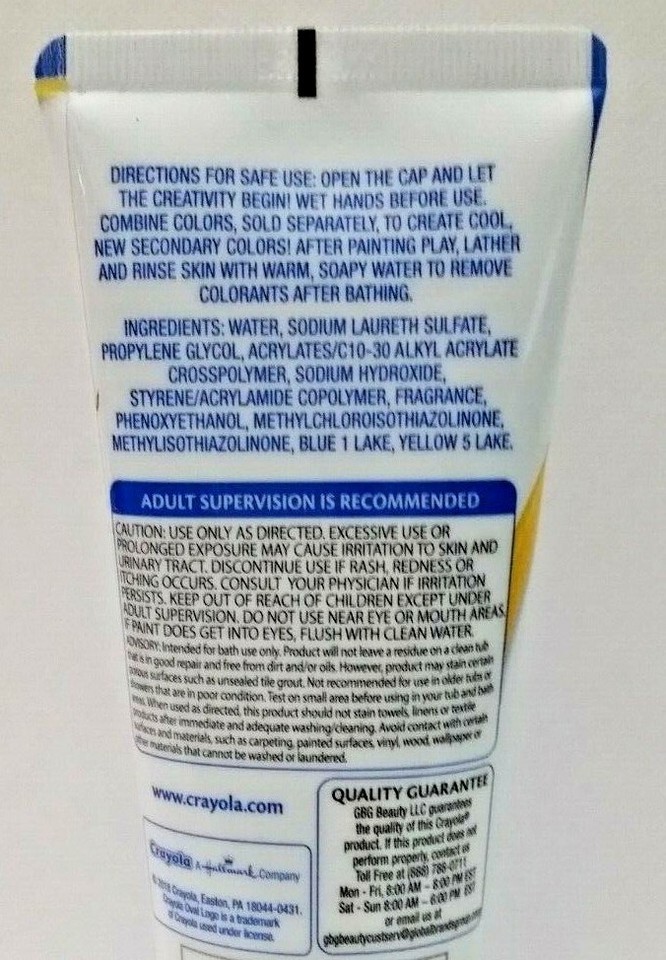 DIRECTIONS FOR SAFE USE: OPEN THE CAP AND LET
THE CREATIVITY BEGIN! WET HANDS BEFORE USE.
COMBINE COLORS, SOLD SEPARATELY, TO CREATE COOL,
NEW SECONDARY COLORS! AFTER PAINTING PLAY, LATHER
AND RINSE SKIN WITH WARM, SOAPY WATER TO REMOVE
COLORANTS AFTER BATHING.
INGREDIENTS: WATER, SODIUM LAURETH SULFATE,
PROPYLENE GLYCOL, ACRYLATES/C10-30 ALKYL ACRYLATE
CROSSPOLYMER, SODIUM HYDROXIDE,
STYRENE/ACRYLAMIDE COPOLYMER, FRAGRANCE,
PHENOXYETHANOL, METHYLCHLOROISOTHIAZOLINONE,
METHYLISOTHIAZOLINONE, BLUE 1 LAKE, YELLOW 5 LAKE.
ADULT SUPERVISION IS RECOMMENDED
CAUTION: USE ONLY AS DIRECTED. EXCESSIVE USE OR
PROLONGED EXPOSURE MAY CAUSE IRRITATION TO SKIN AND
URINARY TRACT. DISCONTINUE USE IF RASH, REDNESS OR
ITCHING OCCURS. CONSULT YOUR PHYSICIAN IF IRRITATION
PERSISTS. KEEP OUT OF REACH OF CHILDREN EXCEPT UNDER
ADULT SUPERVISION. DO NOT USE NEAR EYE OR MOUTH AREAS.
IF PAINT DOES GET INTO EYES, FLUSH WITH CLEAN WATER.
ADVISORY: Intended for bath use only. Product will not leave a residue on a clean tub
that is in good repair and free from dirt and/or oils. However, product may stain certain
porous surfaces such as unsealed tile grout. Not recommended for use in older tubs or
showers that are in poor condition. Test on small area before using in your tub and bath
area. When used as directed, this product should not stain towels, linens or textile
products after immediate and adequate washing/cleaning. Avoid contact with certain
surfaces and materials, such as carpeting, painted surfaces, vinyl, wood, wallpaper or
other materials that cannot be washed or laundered.
www.crayola.com
Crayola A Hallmark Company
© 2018 Crayola, Easton, PA 18044-0431.
Crayola Oval Logo is a trademark
of Crayola used under license.
QUALITY GUARANTEE
GBG Beauty LLC guarantees
the quality of this Crayola®
product. If this product does not
perform properly, contact us
Toll Free at (888) 786-0711
Mon - Fri, 8:00 AM – 8:00 PM EST
Sat - Sun 8:00 AM – 6:00 PM EST
or email us at
gbgbeautycustserv@globalbrandsgroup.com